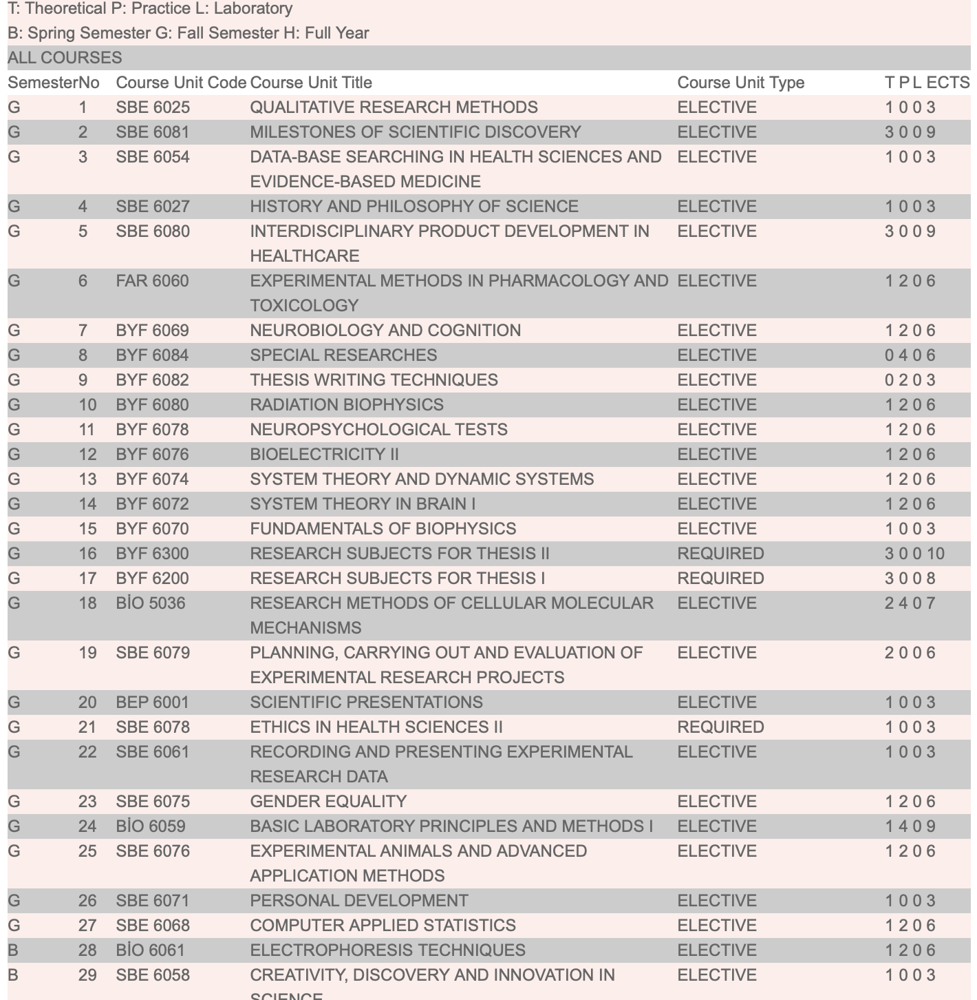 T: Theoretical P: Practice L: Laboratory
B: Spring Semester G: Fall Semester H: Full Year
ALL COURSES
SemesterNo Course Unit Code Course Unit Title Course Unit Type T P L ECTS
G 1 SBE 6025 QUALITATIVE RESEARCH METHODS ELECTIVE 1 0 0 3
G 2 SBE 6081 MILESTONES OF SCIENTIFIC DISCOVERY ELECTIVE 3 0 0 9
G 3 SBE 6054 DATA-BASE SEARCHING IN HEALTH SCIENCES AND ELECTIVE 1 0 0 3
EVIDENCE-BASED MEDICINE
G 4 SBE 6027 HISTORY AND PHILOSOPHY OF SCIENCE ELECTIVE 1 0 0 3
G 5 SBE 6080 INTERDISCIPLINARY PRODUCT DEVELOPMENT IN ELECTIVE 3 0 0 9
HEALTHCARE
G 6 FAR 6060 EXPERIMENTAL METHODS IN PHARMACOLOGY AND ELECTIVE 1 2 0 6
TOXICOLOGY
G 7 BYF 6069 NEUROBIOLOGY AND COGNITION ELECTIVE 1 2 0 6
G 8 BYF 6084 SPECIAL RESEARCHES ELECTIVE 0 4 0 6
G 9 BYF 6082 THESIS WRITING TECHNIQUES ELECTIVE 0 2 0 3
G 10 BYF 6080 RADIATION BIOPHYSICS ELECTIVE 1 2 0 6
G 11 BYF 6078 NEUROPSYCHOLOGICAL TESTS ELECTIVE 1 2 0 6
G 12 BYF 6076 BIOELECTRICITY II ELECTIVE 1 2 0 6
G 13 BYF 6074 SYSTEM THEORY AND DYNAMIC SYSTEMS ELECTIVE 1 2 0 6
G 14 BYF 6072 SYSTEM THEORY IN BRAIN I ELECTIVE 1 2 0 6
G 15 BYF 6070 FUNDAMENTALS OF BIOPHYSICS ELECTIVE 1 0 0 3
G 16 BYF 6300 RESEARCH SUBJECTS FOR THESIS II REQUIRED 3 0 0 10
G 17 BYF 6200 RESEARCH SUBJECTS FOR THESIS I REQUIRED 3 0 0 8
G 18 BİO 5036 RESEARCH METHODS OF CELLULAR MOLECULAR ELECTIVE 2 4 0 7
MECHANISMS
G 19 SBE 6079 PLANNING, CARRYING OUT AND EVALUATION OF ELECTIVE 2 0 0 6
EXPERIMENTAL RESEARCH PROJECTS
G 20 BEP 6001 SCIENTIFIC PRESENTATIONS ELECTIVE 1 0 0 3
G 21 SBE 6078 ETHICS IN HEALTH SCIENCES II REQUIRED 1 0 0 3
G 22 SBE 6061 RECORDING AND PRESENTING EXPERIMENTAL ELECTIVE 1 0 0 3
RESEARCH DATA
G 23 SBE 6075 GENDER EQUALITY ELECTIVE 1 2 0 6
G 24 BİO 6059 BASIC LABORATORY PRINCIPLES AND METHODS I ELECTIVE 1 4 0 9
G 25 SBE 6076 EXPERIMENTAL ANIMALS AND ADVANCED ELECTIVE 1 2 0 6
APPLICATION METHODS
G 26 SBE 6071 PERSONAL DEVELOPMENT ELECTIVE 1 0 0 3
G 27 SBE 6068 COMPUTER APPLIED STATISTICS ELECTIVE 1 2 0 6
B 28 BİO 6061 ELECTROPHORESIS TECHNIQUES ELECTIVE 1 2 0 6
B 29 SBE 6058 CREATIVITY, DISCOVERY AND INNOVATION IN ELECTIVE 1 0 0 3
SCIENCE